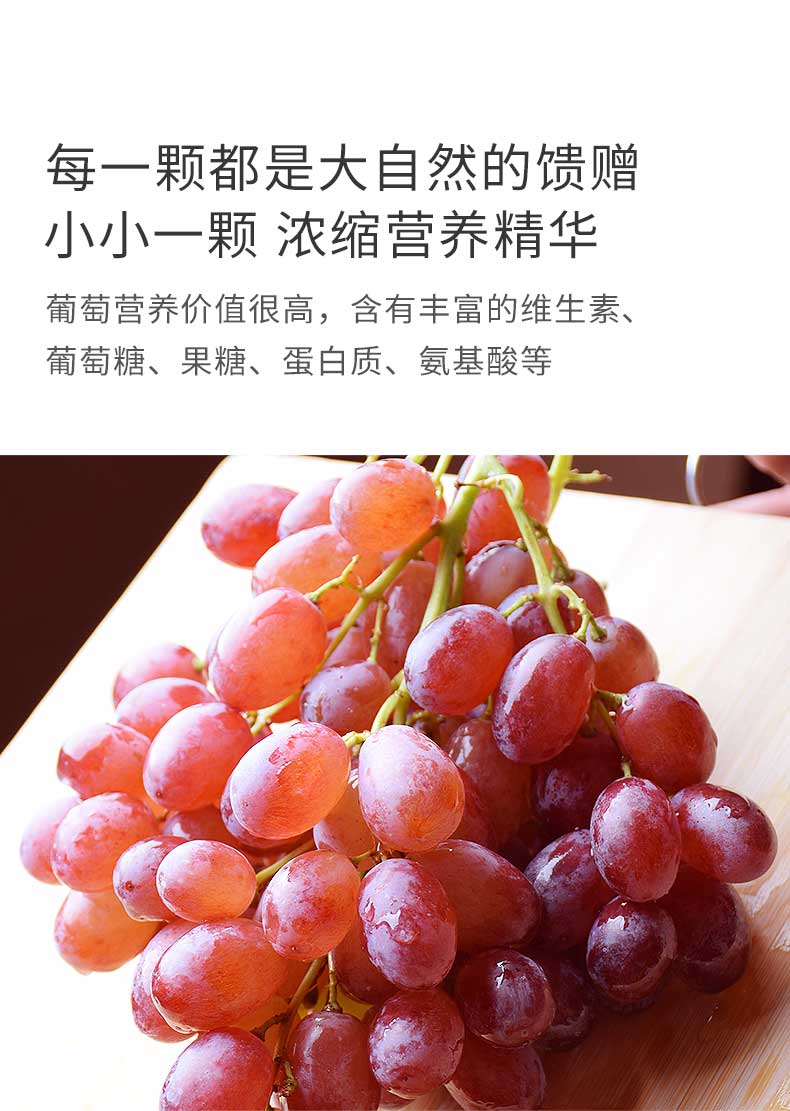 每一颗都是大自然的馈赠
小小一颗 浓缩营养精华
葡萄营养价值很高，含有丰富的维生素、
葡萄糖、果糖、蛋白质、氨基酸等